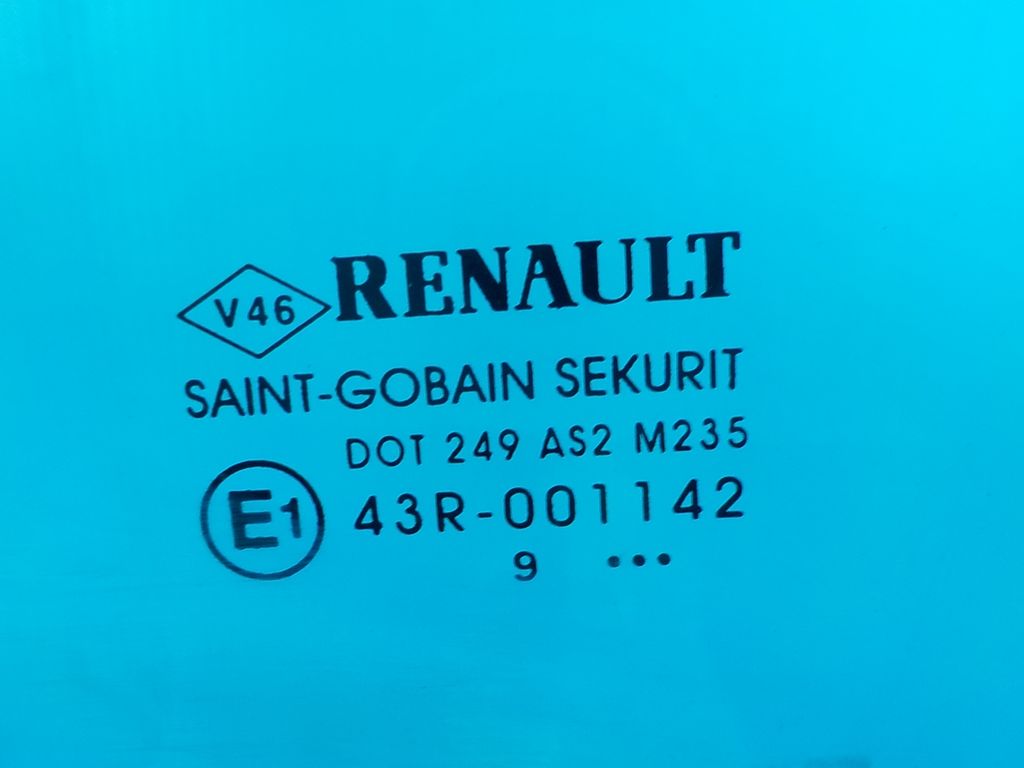 V46 RENAULT
SAINT-GOBAIN SEKURIT
DOT 249 AS2 M235
E1 43R-001142
9 •••